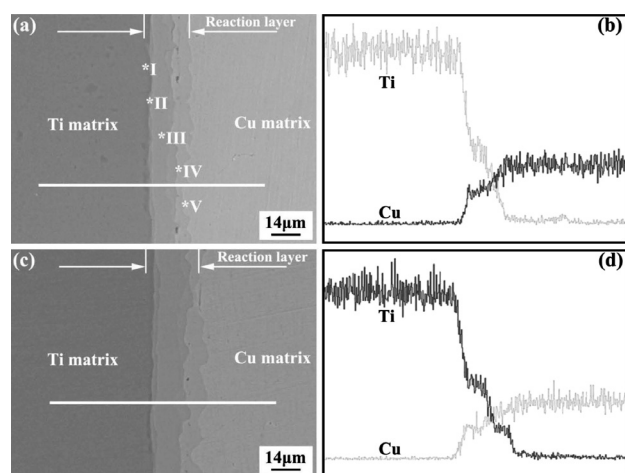 (a)
Reaction layer
*I
*II
Ti matrix
*III
Cu matrix
*IV
*V
14μm
(b)
Ti
Cu
(c)
Reaction layer
Ti matrix
Cu matrix
14μm
(d)
Ti
Cu